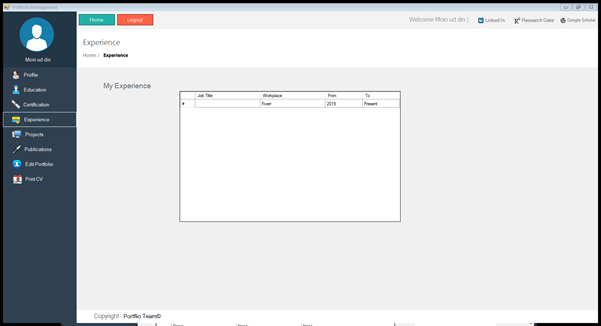 Portfolio Management
Home
Logout
Welcome Moin ud din |
Linked In
Research Gate
Google Scholar
Moin ud din
Profile
Education
Certification
Experience
Projects
Publications
Edit Portfolio
Print CV
Experience
Home / Experience
My Experience
Job Title Workplace From To
Fiverr 2019 Present
Copyright Portflio Team©